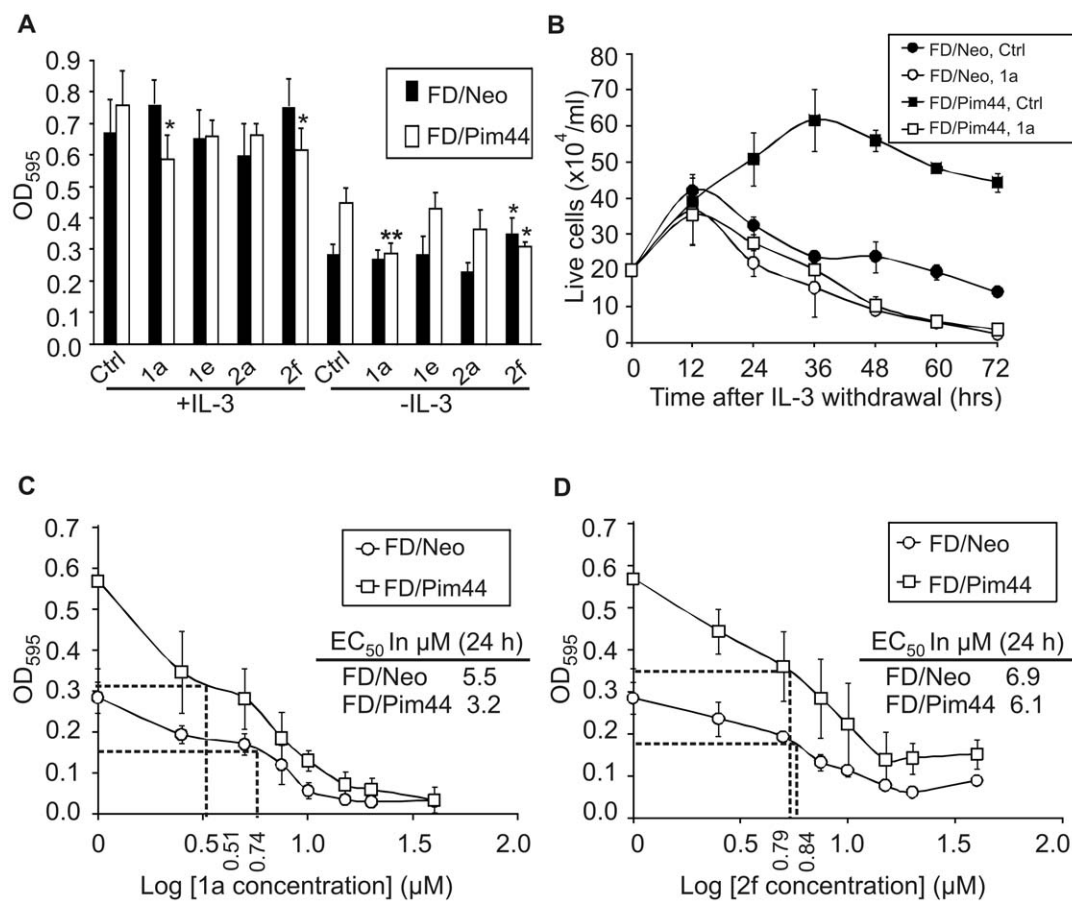 A
OD595
0.9
0.8
0.7
0.6
0.5
0.4
0.3
0.2
0.1
0.0
FD/Neo
FD/Pim44
*
*
**
*
*
Ctrl 1a 1e 2a 2f Ctrl 1a 1e 2a 2f
+IL-3 -IL-3
B
FD/Neo, Ctrl
FD/Neo, 1a
FD/Pim44, Ctrl
FD/Pim44, 1a
Live cells (x10⁴/ml)
80
70
60
50
40
30
20
10
0
0 12 24 36 48 60 72
Time after IL-3 withdrawal (hrs)
C
OD595
0.7
0.6
0.5
0.4
0.3
0.2
0.1
0.0
FD/Neo
FD/Pim44
EC50 In µM (24 h)
FD/Neo 5.5
FD/Pim44 3.2
0 0.5 1.0 1.5 2.0
0.51
0.74
Log [1a concentration] (µM)
D
OD595
0.7
0.6
0.5
0.4
0.3
0.2
0.1
0.0
FD/Neo
FD/Pim44
EC50 In µM (24 h)
FD/Neo 6.9
FD/Pim44 6.1
0.0 0.5 1.0 1.5 2.0
0.79
0.84
Log [2f concentration] (µM)